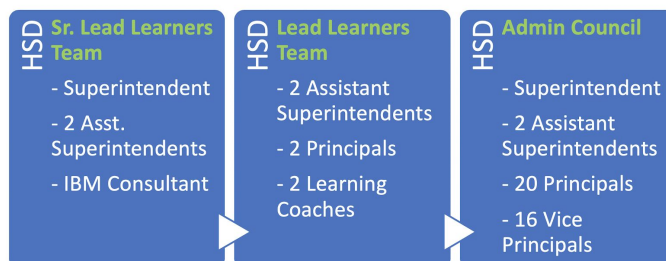 HSD
Sr. Lead Learners
Team
- Superintendent
- 2 Asst.
Superintendents
- IBM Consultant
HSD
Lead Learners
Team
- 2 Assistant
Superintendents
- 2 Principals
- 2 Learning
Coaches
HSD
Admin Council
- Superintendent
- 2 Assistant
Superintendents
- 20 Principals
- 16 Vice
Principals